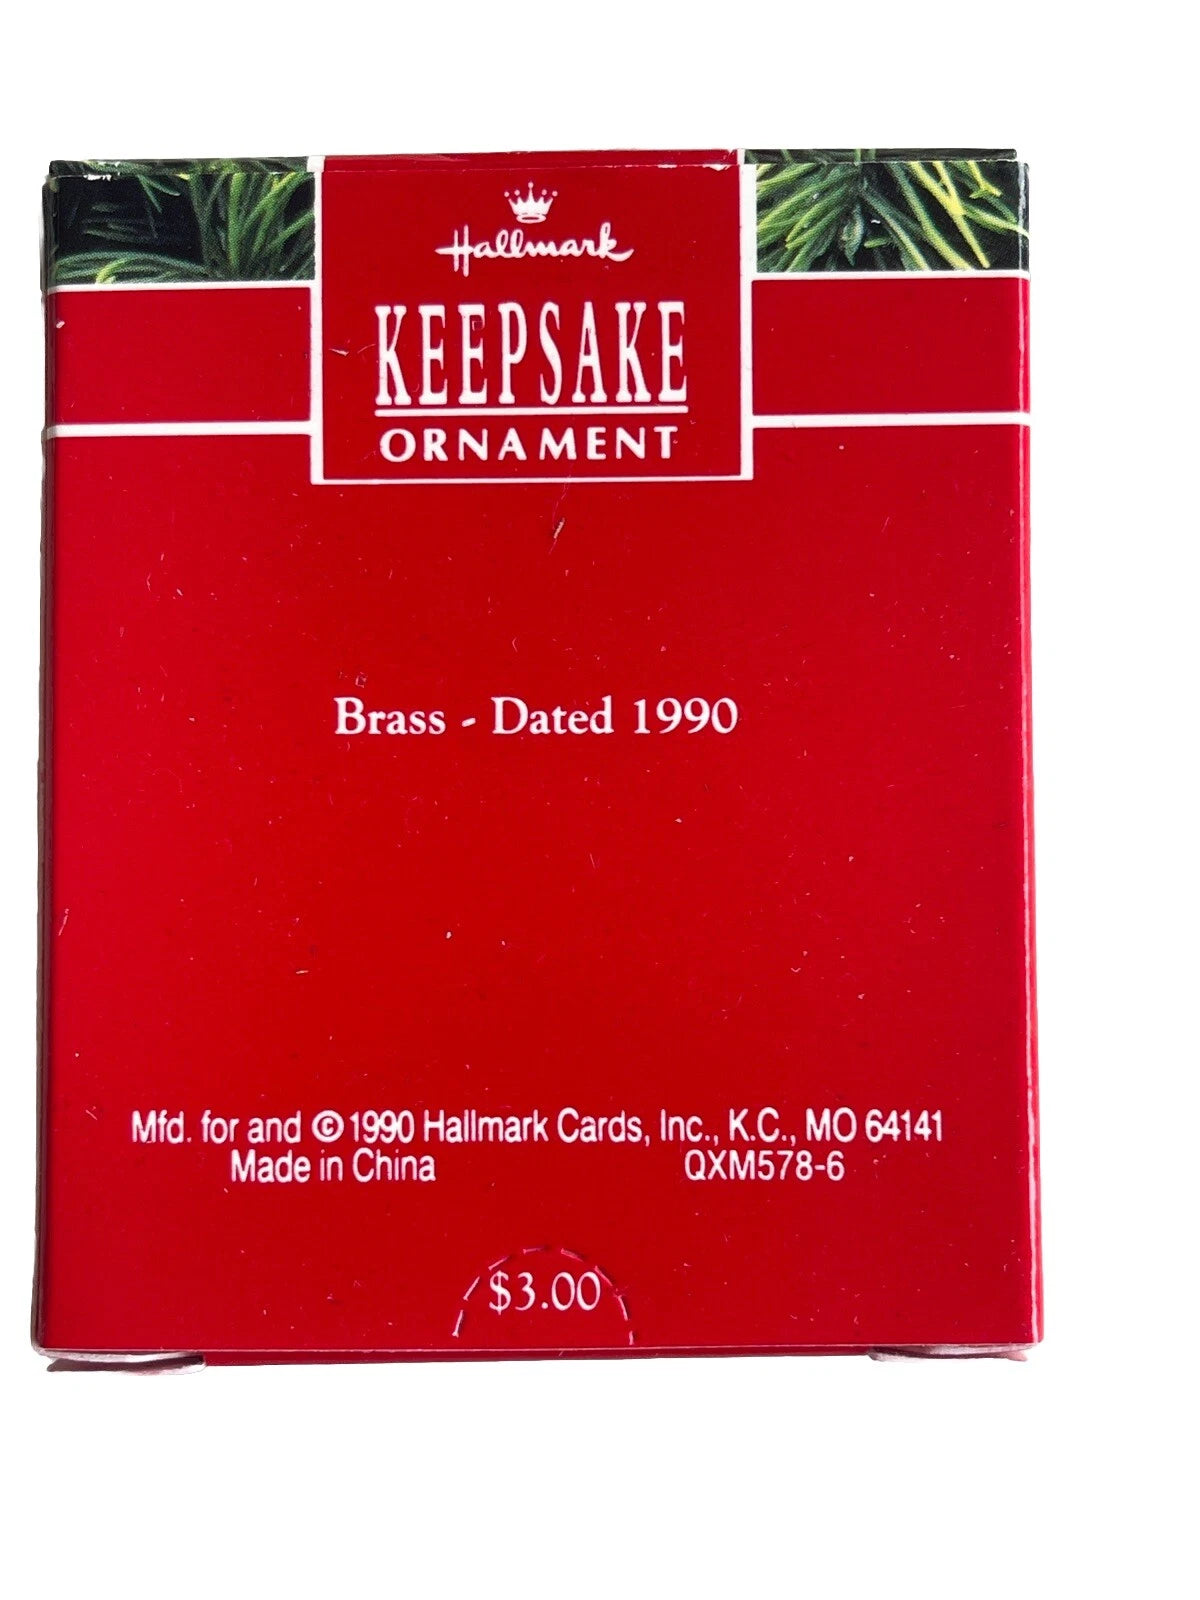 Hallmark
KEEPSAKE
ORNAMENT
Brass - Dated 1990
Mfd. for and © 1990 Hallmark Cards, Inc., K.C., MO 64141
Made in China QXM578-6
$3.00